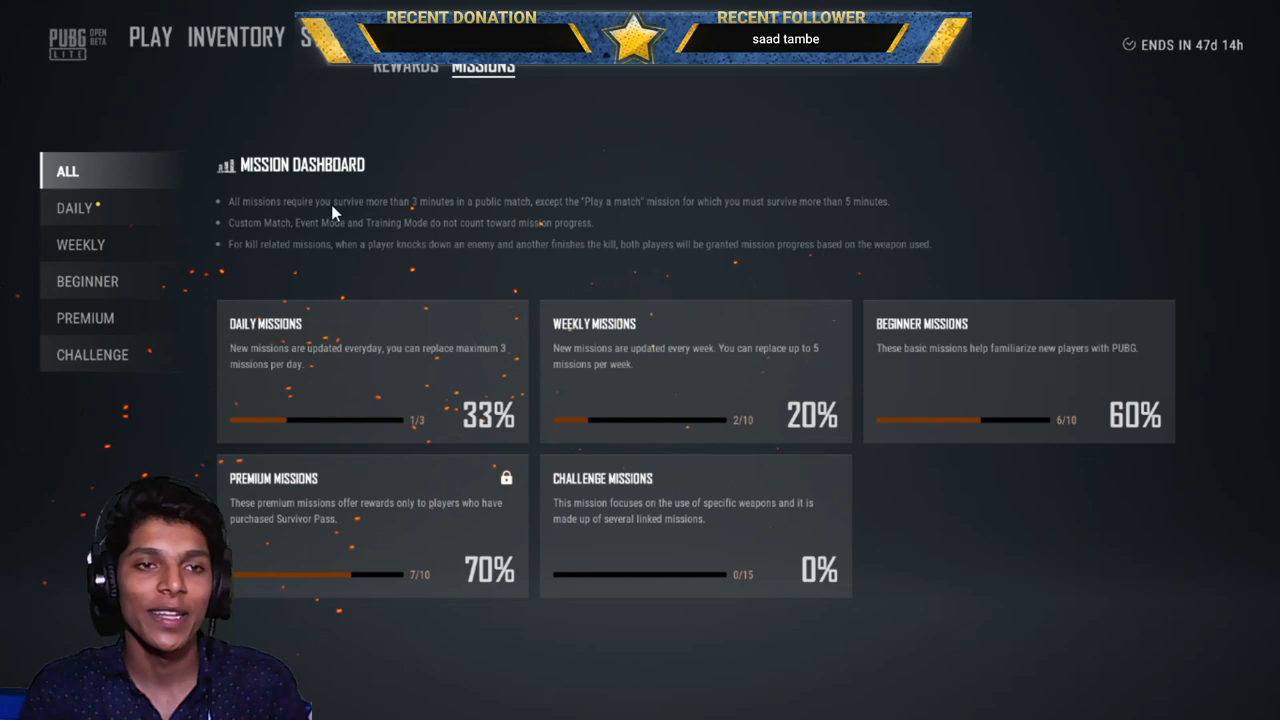 RECENT DONATION
RECENT FOLLOWER
saad tambe
PUBG OPEN BETA
LITE
PLAY INVENTORY S
ENDS IN 47d 14h
REWARDS MISSIONS
ALL
DAILY
WEEKLY
BEGINNER
PREMIUM
CHALLENGE
MISSION DASHBOARD
All missions require you survive more than 3 minutes in a public match, except the "Play a match" mission for which you must survive more than 5 minutes.
Custom Match, Event Mode and Training Mode do not count toward mission progress.
For kill related missions, when a player knocks down an enemy and another finishes the kill, both players will be granted mission progress based on the weapon used.
DAILY MISSIONS
New missions are updated everyday, you can replace maximum 3
missions per day.
1/3 33%
WEEKLY MISSIONS
New missions are updated every week. You can replace up to 5
missions per week.
2/10 20%
BEGINNER MISSIONS
These basic missions help familiarize new players with PUBG.
6/10 60%
PREMIUM MISSIONS
These premium missions offer rewards only to players who have
purchased Survivor Pass.
7/10 70%
CHALLENGE MISSIONS
This mission focuses on the use of specific weapons and it is
made up of several linked missions.
0/15 0%